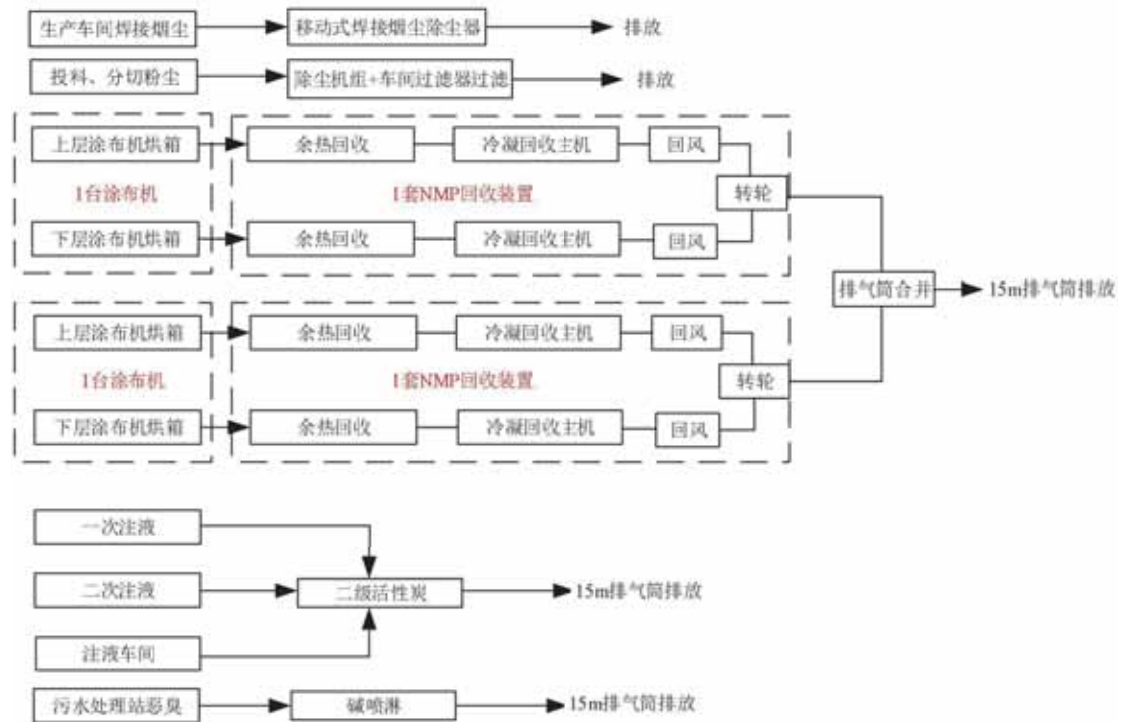 生产车间焊接烟尘
移动式焊接烟尘除尘器
排放
投料、分切粉尘
除尘机组+车间过滤器过滤
排放
上层涂布机烘箱
余热回收
冷凝回收主机
回风
1台涂布机
1套NMP回收装置
转轮
下层涂布机烘箱
余热回收
冷凝回收主机
回风
排气筒合并
15m排气筒排放
上层涂布机烘箱
余热回收
冷凝回收主机
回风
1台涂布机
1套NMP回收装置
转轮
下层涂布机烘箱
余热回收
冷凝回收主机
回风
一次注液
二次注液
二级活性炭
15m排气筒排放
注液车间
污水处理站恶臭
碱喷淋
15m排气筒排放